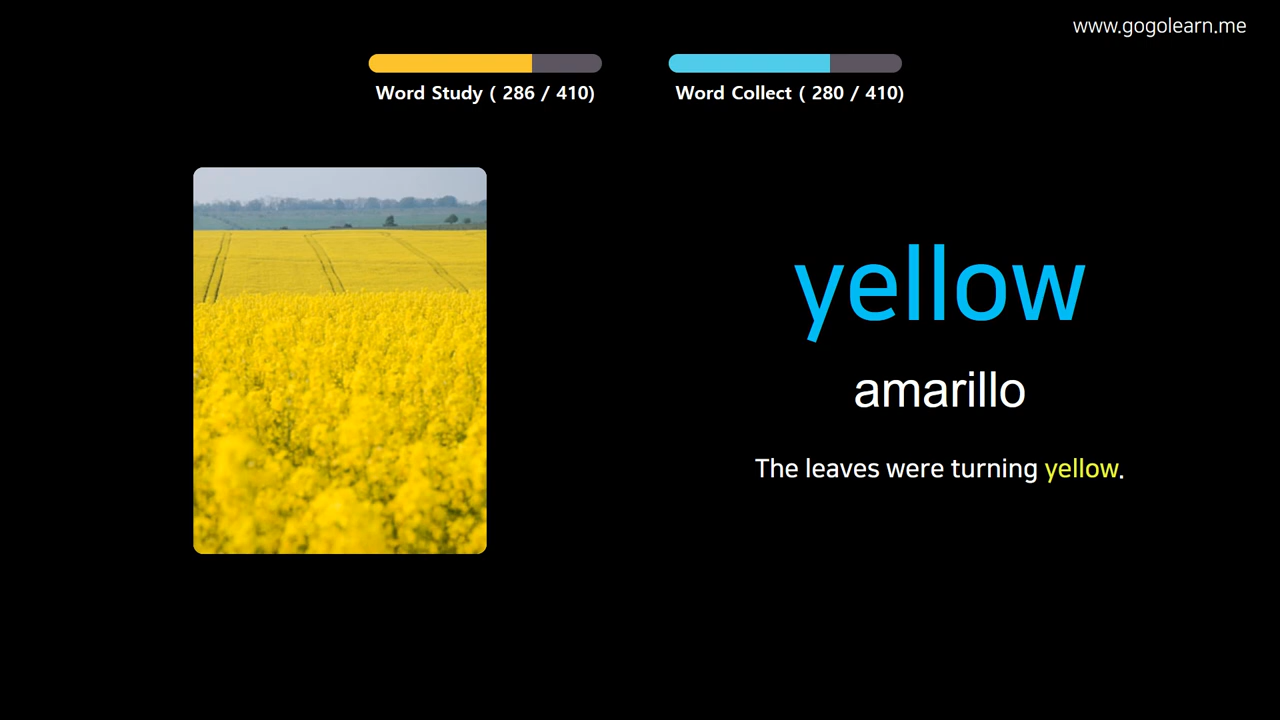 www.gogolearn.me
Word Study ( 286 / 410)
Word Collect ( 280 / 410)
yellow
amarillo
The leaves were turning yellow.